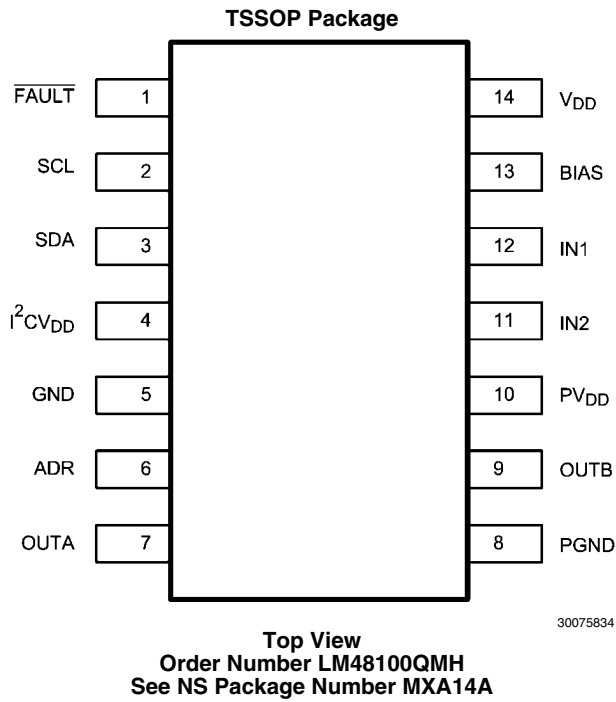 TSSOP Package
FAULT 1 14 VDD
SCL 2 13 BIAS
SDA 3 12 IN1
I2CVDD 4 11 IN2
GND 5 10 PVDD
ADR 6 9 OUTB
OUTA 7 8 PGND
30075834
Top View
Order Number LM48100QMH
See NS Package Number MXA14A